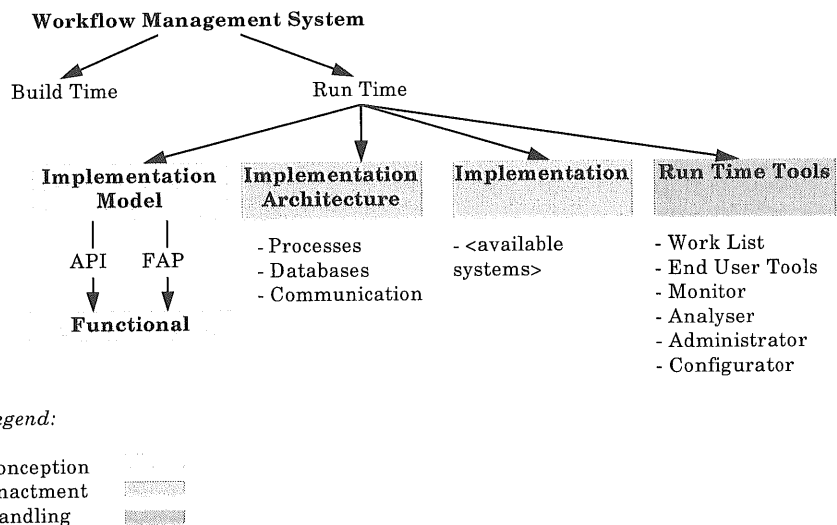 Workflow Management System
Build Time
Run Time
Implementation
Model
Implementation
Architecture
Implementation
Run Time Tools
API FAP
Functional
- Processes
- Databases
- Communication
- <available
systems>
- Work List
- End User Tools
- Monitor
- Analyser
- Administrator
- Configurator
egend:
onception
nactment
andling